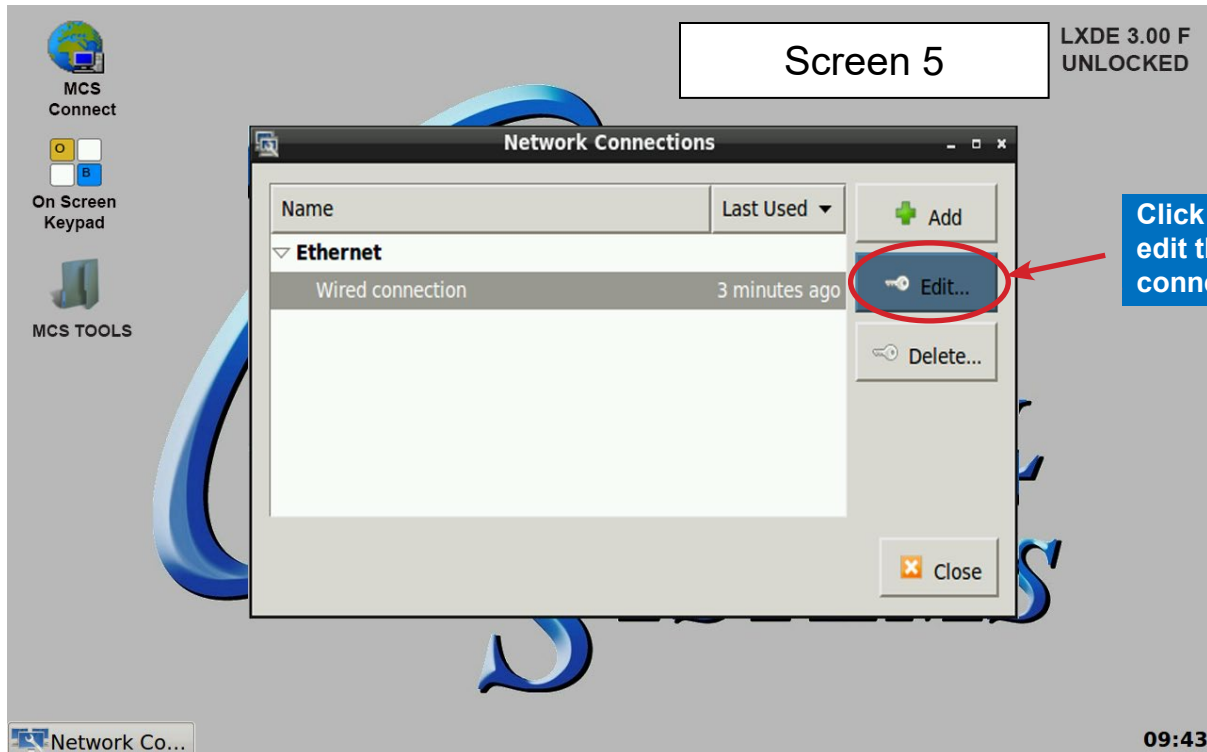 Screen 5
LXDE 3.00 F
UNLOCKED
MCS
Connect
O
B
On Screen
Keypad
MCS TOOLS
Network Connections
Name
Last Used
Add
Ethernet
Wired connection
3 minutes ago
Edit...
Delete...
Close
Click
edit
Network Co...
09:43